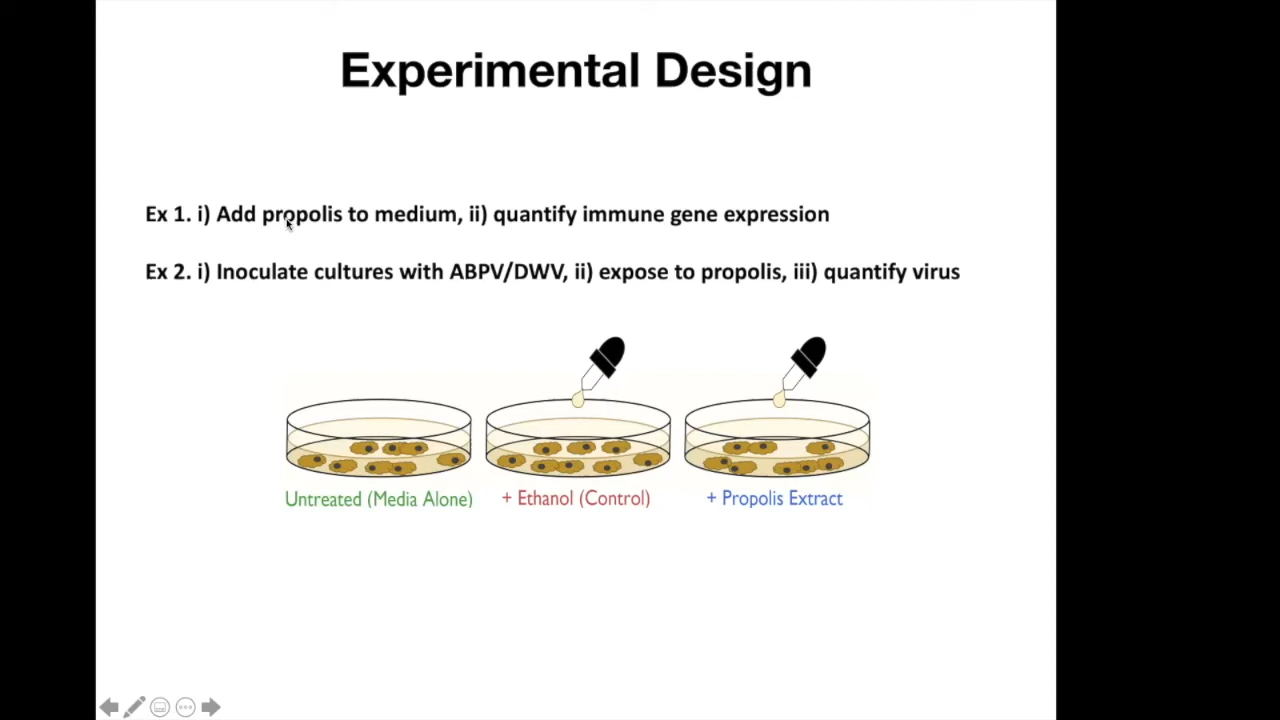 Experimental Design
Ex 1. i) Add propolis to medium, ii) quantify immune gene expression
Ex 2. i) Inoculate cultures with ABPV/DWV, ii) expose to propolis, iii) quantify virus
Untreated (Media Alone)
+ Ethanol (Control)
+ Propolis Extract